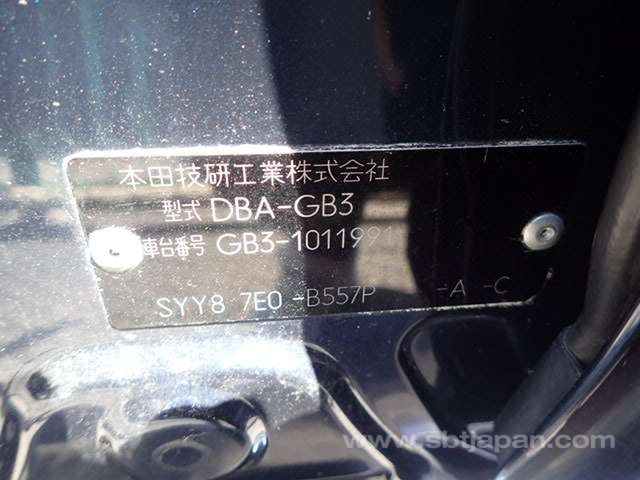 本田技研工業株式会社
型式 DBA-GB3
車台番号 GB3-1011991
SYY8 7E0 -B557P -A -C
www.sbtjapan.com